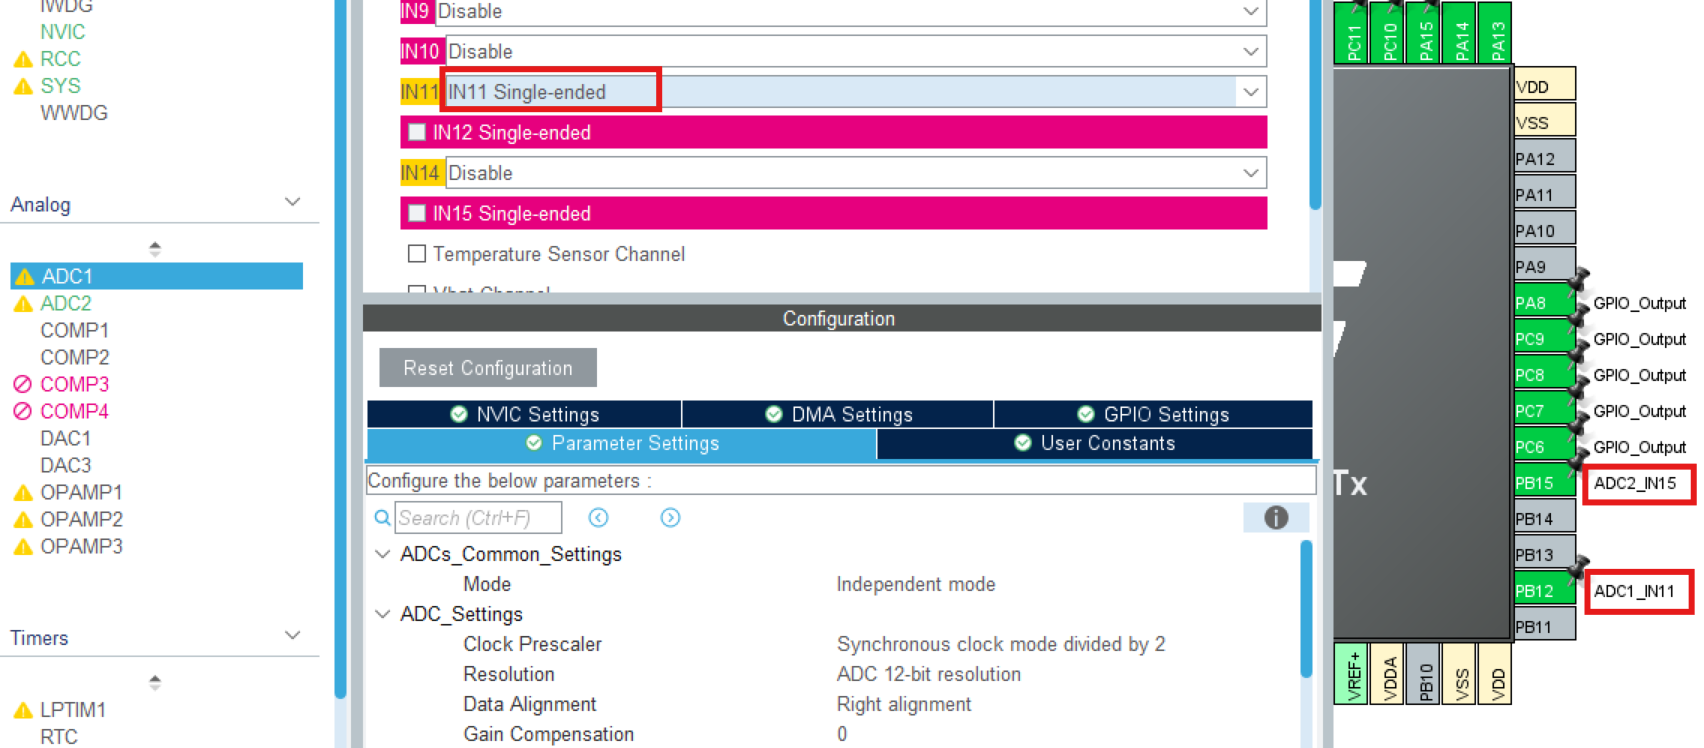 IWDG
NVIC
RCC
SYS
WWDG
Analog
ADC1
ADC2
COMP1
COMP2
COMP3
COMP4
DAC1
DAC3
OPAMP1
OPAMP2
OPAMP3
Timers
LPTIM1
RTC
IN9 Disable
IN10 Disable
IN11 IN11 Single-ended
IN12 Single-ended
IN14 Disable
IN15 Single-ended
Temperature Sensor Channel
Vbat Channel
Configuration
Reset Configuration
NVIC Settings DMA Settings GPIO Settings
Parameter Settings User Constants
Configure the below parameters :
Search (Ctrl+F)
ADCs_Common_Settings
Mode Independent mode
ADC_Settings
Clock Prescaler Synchronous clock mode divided by 2
Resolution ADC 12-bit resolution
Data Alignment Right alignment
Gain Compensation 0
PC11 PC10 PA15 PA14 PA13
VDD
VSS
PA12
PA11
PA10
PA9
PA8 GPIO_Output
PC9 GPIO_Output
PC8 GPIO_Output
PC7 GPIO_Output
PC6 GPIO_Output
PB15 ADC2_IN15
PB14
PB13
PB12 ADC1_IN11
PB11
Tx
VREF+ VDDA PB10 VSS VDD